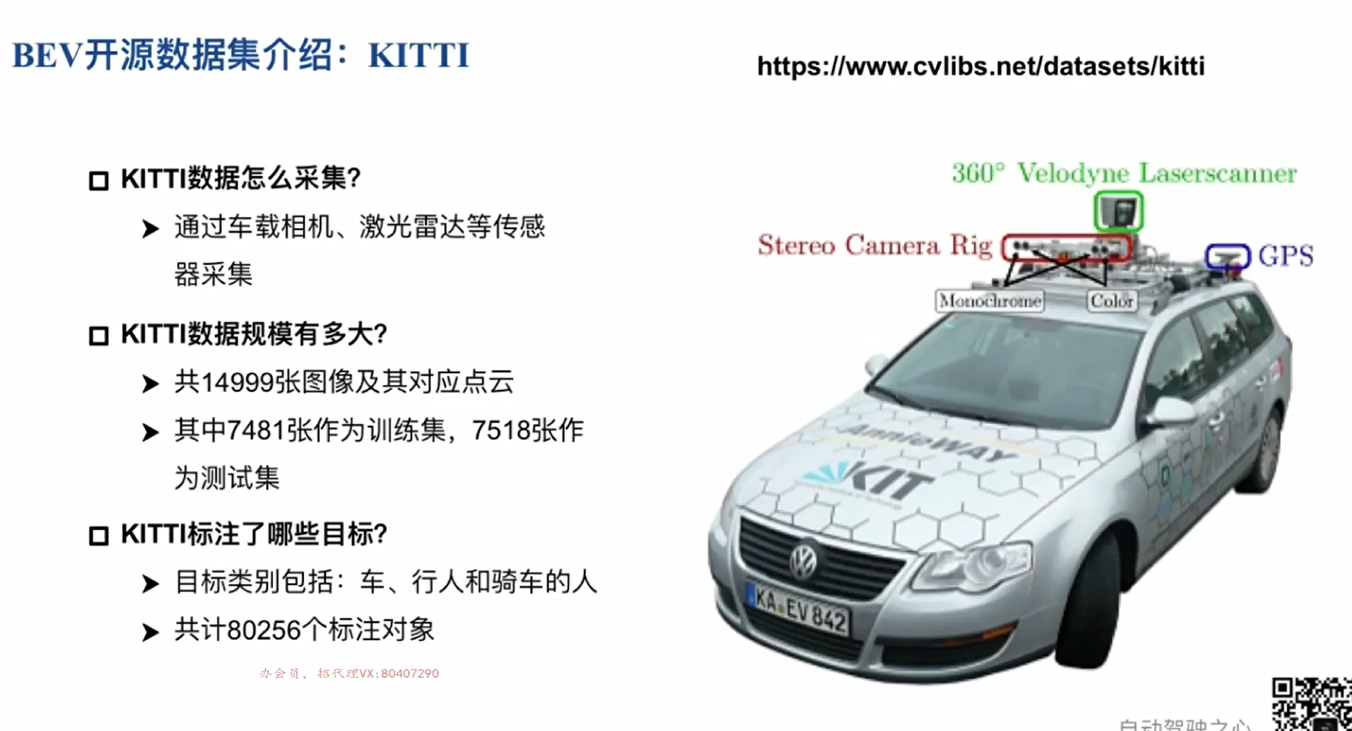 BEV开源数据集介绍：KITTI
https://www.cvlibs.net/datasets/kitti
KITTI数据怎么采集？
通过车载相机、激光雷达等传感
器采集
KITTI数据规模有多大？
共14999张图像及其对应点云
其中7481张作为训练集，7518张作
为测试集
KITTI标注了哪些目标？
目标类别包括：车、行人和骑车的人
共计80256个标注对象
办会员，招代理VX:80407290
360° Velodyne Laserscanner
Stereo Camera Rig
GPS
Monochrome
Color
AnnieWAY
KIT
KA EV 842
自动驾驶之心